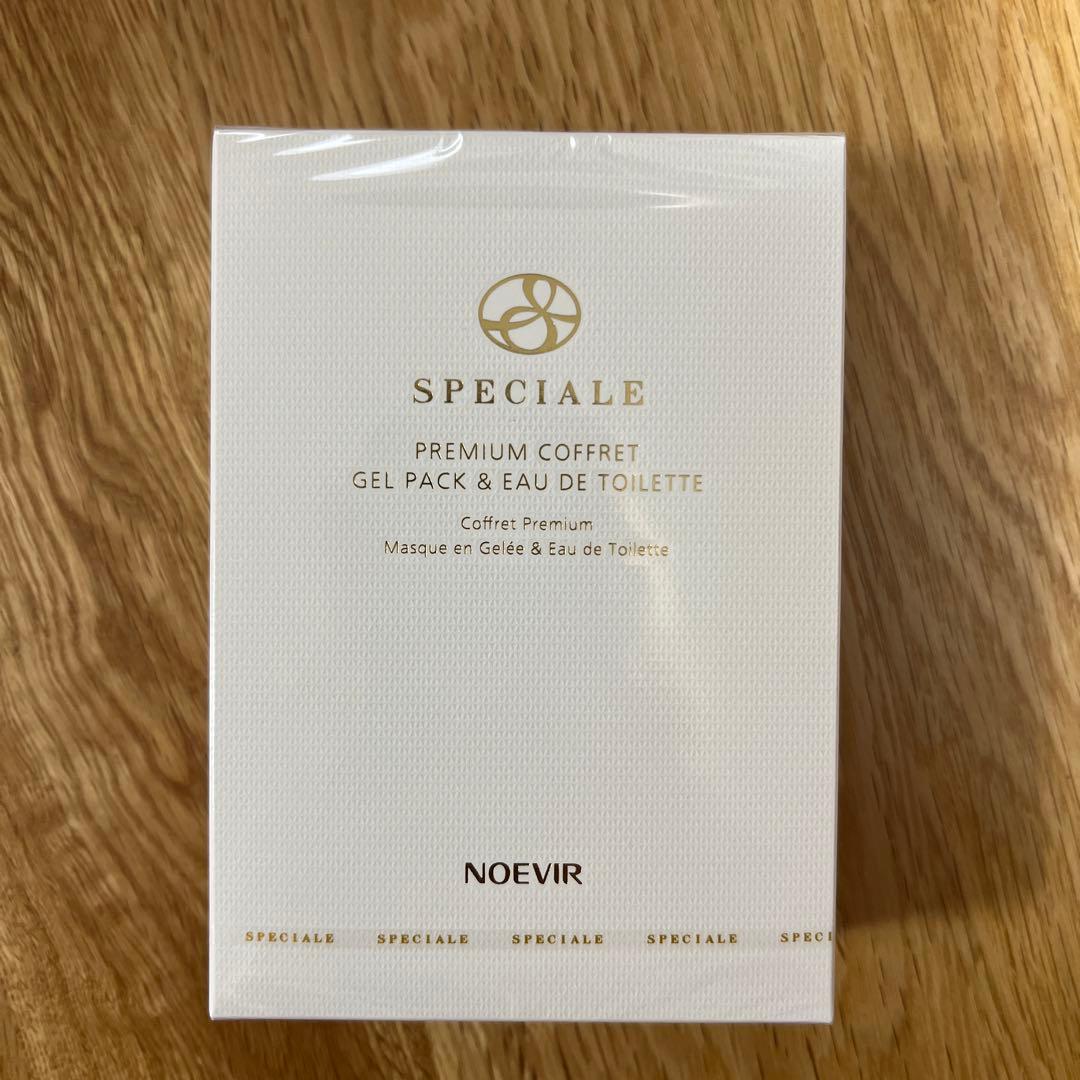 SPECIALE
PREMIUM COFFRET
GEL PACK & EAU DE TOILETTE
Coffret Premium
Masque en Gelée & Eau de Toilette
NOEVIR
SPECIALE SPECIALE SPECIALE SPECIALE SPECI